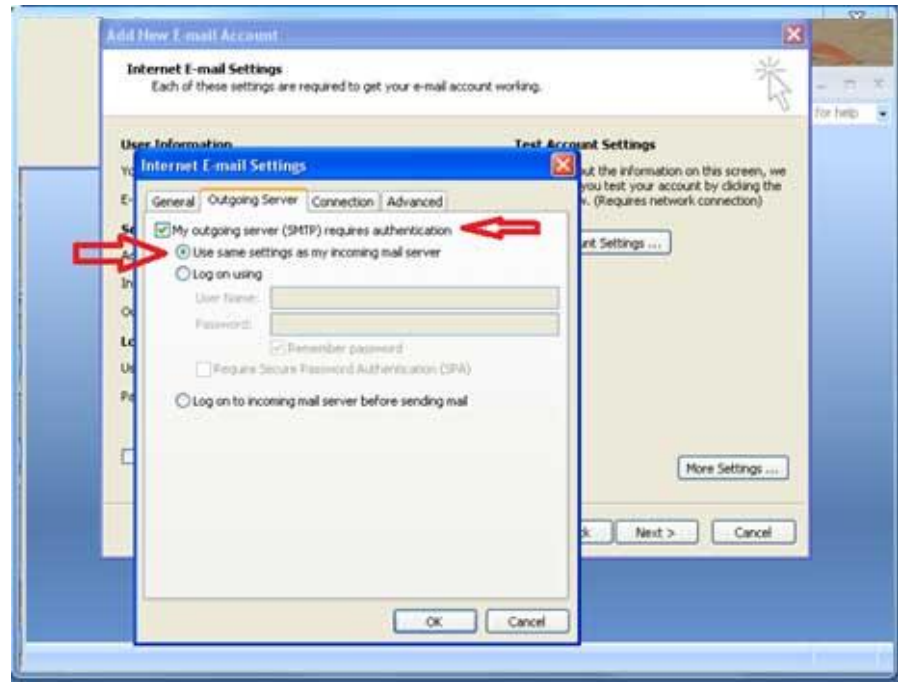 Add New E-mail Account
Internet E-mail Settings
Each of these settings are required to get your e-mail account working.
for help
User Information
Test Account Settings
Internet E-mail Settings
ut the information on this screen, we
you test your account by clicking the
w. (Requires network connection)
General Outgoing Server Connection Advanced
My outgoing server (SMTP) requires authentication
nt Settings ...
Use same settings as my incoming mail server
Log on using
User Name:
Password:
Remember password
Require Secure Password Authentication (SPA)
Log on to incoming mail server before sending mail
More Settings ...
Next > Cancel
OK Cancel